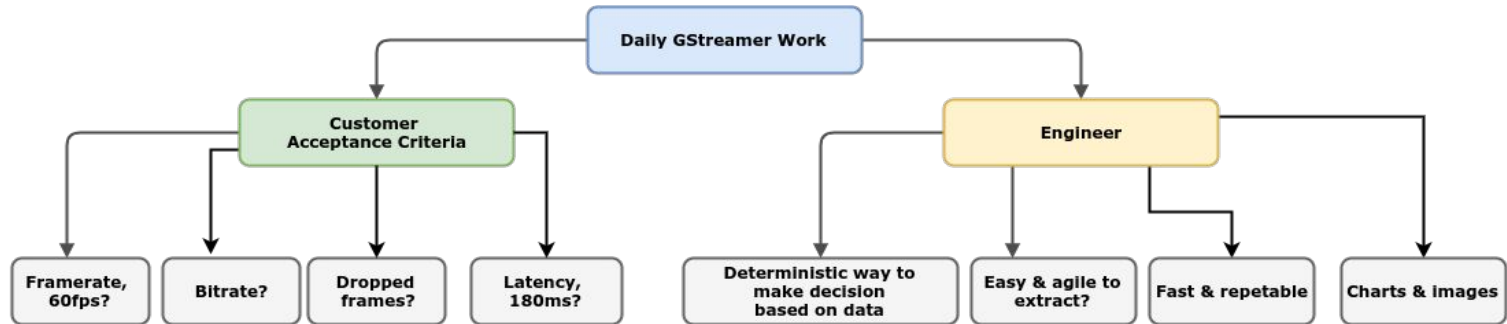 Daily GStreamer Work
Customer
Acceptance Criteria
Engineer
Framerate,
60fps?
Bitrate?
Dropped
frames?
Latency,
180ms?
Deterministic way to
make decision
based on data
Easy & agile to
extract?
Fast & repetable
Charts & images